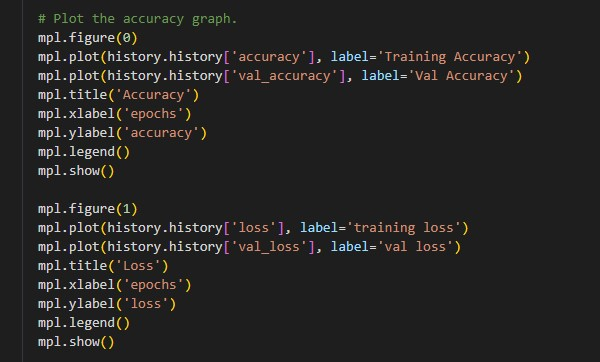 # Plot the accuracy graph.
mpl.figure(0)
mpl.plot(history.history['accuracy'], label='Training Accuracy')
mpl.plot(history.history['val_accuracy'], label='Val Accuracy')
mpl.title('Accuracy')
mpl.xlabel('epochs')
mpl.ylabel('accuracy')
mpl.legend()
mpl.show()

mpl.figure(1)
mpl.plot(history.history['loss'], label='training loss')
mpl.plot(history.history['val_loss'], label='val loss')
mpl.title('Loss')
mpl.xlabel('epochs')
mpl.ylabel('loss')
mpl.legend()
mpl.show()